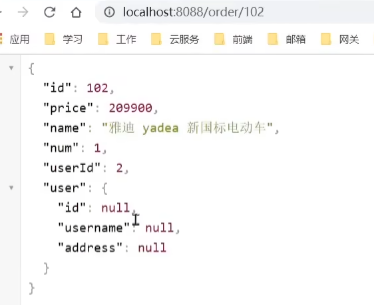 localhost:8088/order/102
应用 学习 工作 云服务 前端 邮箱 网关
{
"id": 102,
"price": 209900,
"name": "雅迪 yadea 新国标电动车",
"num": 1,
"userId": 2,
"user": {
"id": null,
"username": null,
"address": null
}
}